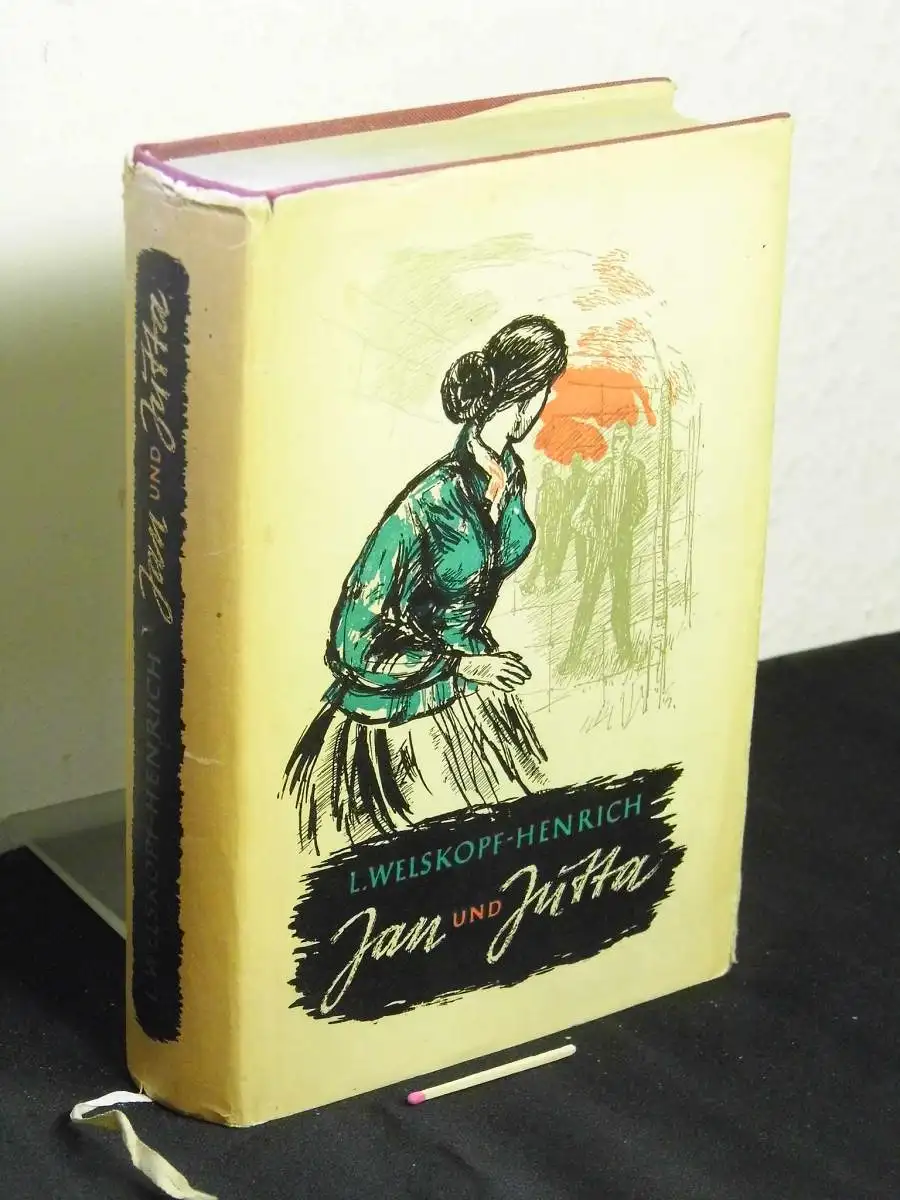 L. WELSKOPF-HENRICH
Jan UND Jutta
L. WELSKOPF-HENRICH Jan UND Jutta